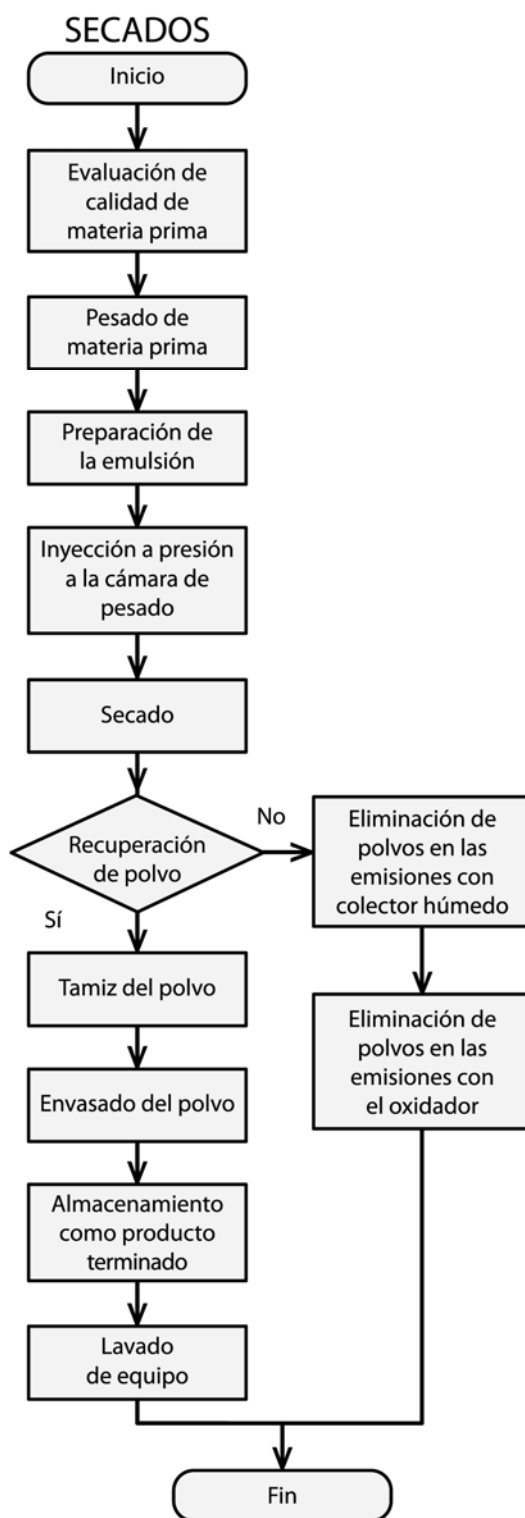 SECADOS
Inicio
Evaluación de
calidad de
materia prima
Pesado de
materia prima
Preparación de
la emulsión
Inyección a presión
a la cámara de
pesado
Secado
Recuperación
de polvo
No
Eliminación de
polvos en las
emisiones con
colector húmedo
Eliminación de
polvos en las
emisiones con
el oxidador
Sí
Tamiz del polvo
Envasado del polvo
Almacenamiento
como producto
terminado
Lavado
de equipo
Fin